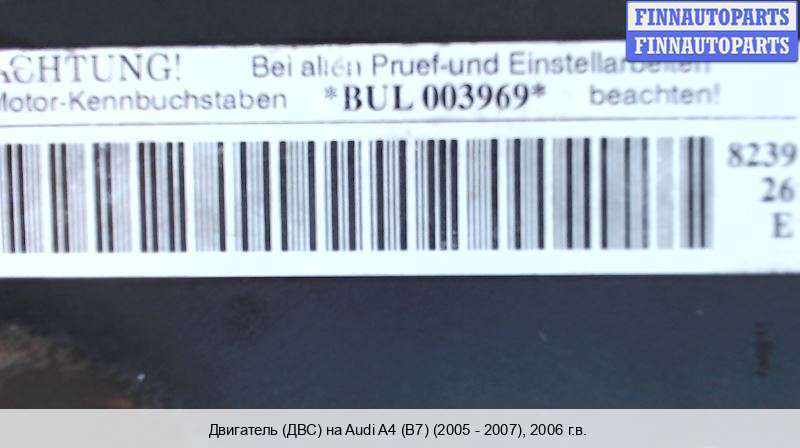 FINNAUTOPARTS
FINNAUTOPARTS
ACHTUNG! Bei allen Pruef-und Einstellarbeiten
Motor-Kennbuchstaben *BUL 003969* beachten!
8239
26
E
Двигатель (ДВС) на Audi A4 (B7) (2005 - 2007), 2006 г.в.